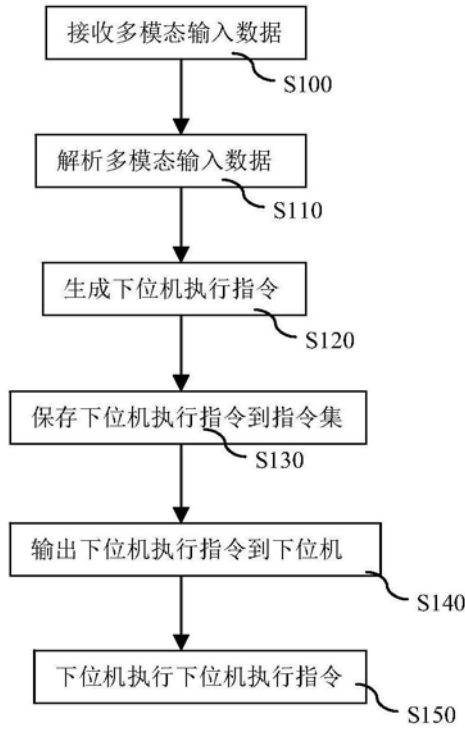 接收多模态输入数据
S100
解析多模态输入数据
S110
生成下位机执行指令
S120
保存下位机执行指令到指令集
S130
输出下位机执行指令到下位机
S140
下位机执行下位机执行指令
S150